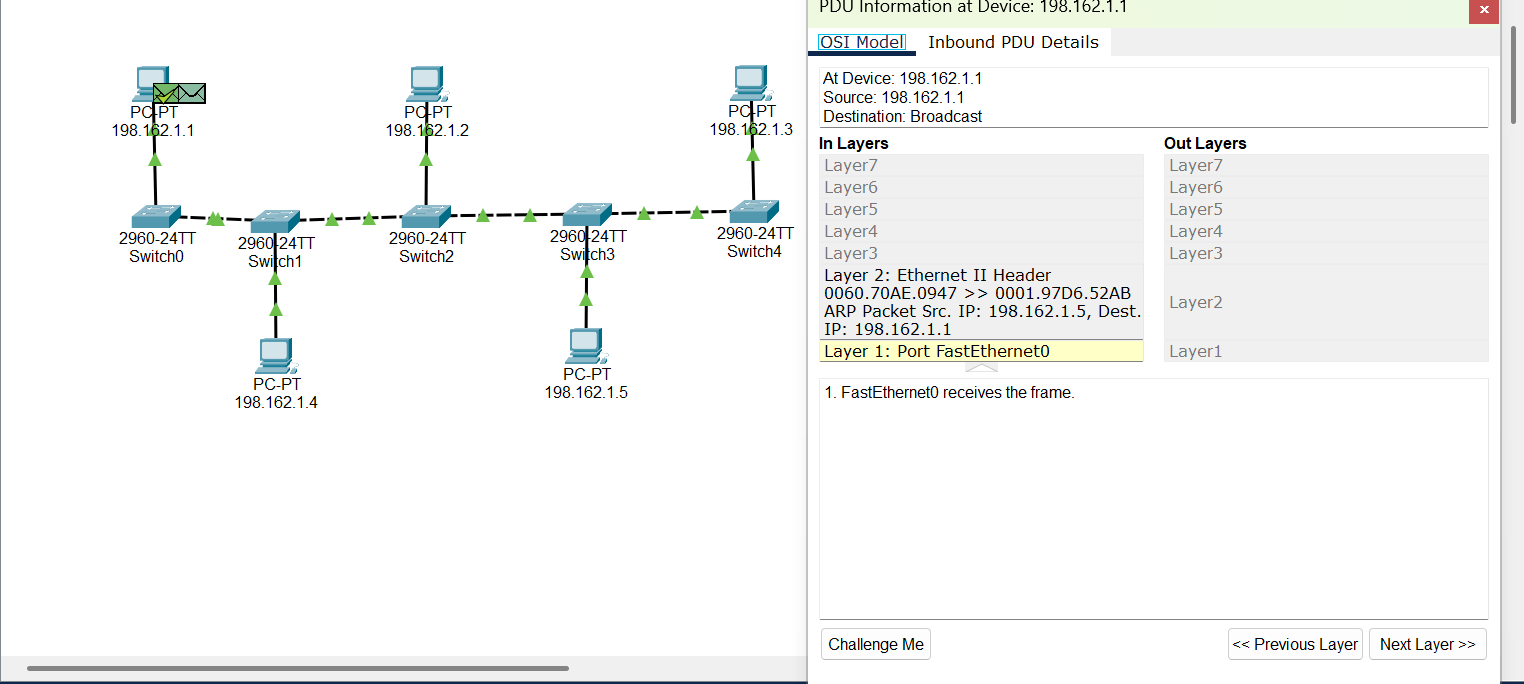 PDU Information at Device: 198.162.1.1
OSI Model
Inbound PDU Details
At Device: 198.162.1.1
Source: 198.162.1.1
Destination: Broadcast
In Layers
Out Layers
Layer7
Layer7
Layer6
Layer6
Layer5
Layer5
Layer4
Layer4
Layer3
Layer3
Layer 2: Ethernet II Header
0060.70AE.0947 >> 0001.97D6.52AB
ARP Packet Src. IP: 198.162.1.5, Dest.
IP: 198.162.1.1
Layer2
Layer 1: Port FastEthernet0
Layer1
1. FastEthernet0 receives the frame.
Challenge Me
<< Previous Layer
Next Layer >>
PC-PT
198.162.1.1
PC-PT
198.162.1.2
PC-PT
198.162.1.3
2960-24TT
Switch0
2960-24TT
Switch1
2960-24TT
Switch2
2960-24TT
Switch3
2960-24TT
Switch4
PC-PT
198.162.1.4
PC-PT
198.162.1.5